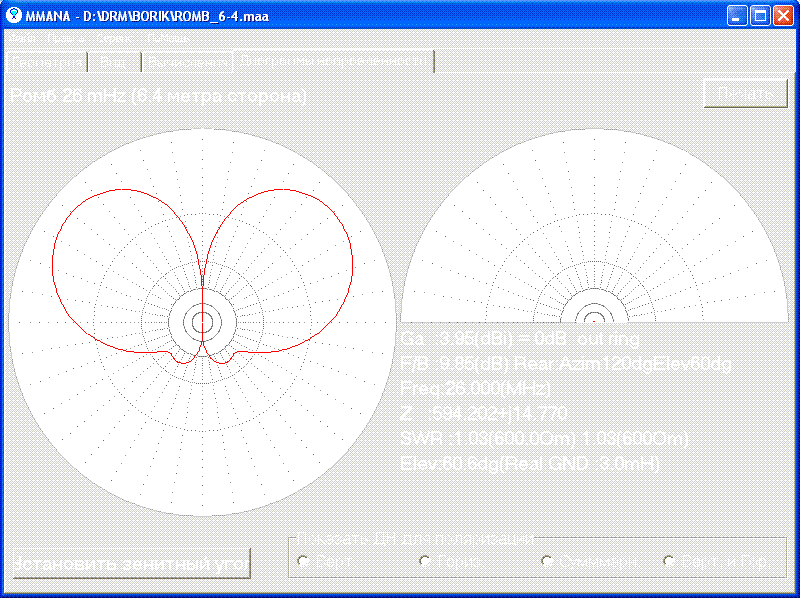 MMANA - D:\DRM\BORIK\ROMB_6-4.maa
Файл Правка Сервис Помощь
Геометрия Вид Вычисления Диаграммы направленности
Ромб 26 mHz (6.4 метра сторона)
Печать
Ga : 3.95(dBi) = 0dB out ring
F/B -9.85(dB) Rear:Azim120dgElev60dg
Freq:26.000(MHz)
Z :594.202+j14.770
SWR :1.03(600.0Om) 1.03(600Om)
Elev:60.6dg(Real GND :3.0mH)
Показать ДН для поляризации
Установить зенитный уго
Верт. Гориз Суммарн Верт. и Гор